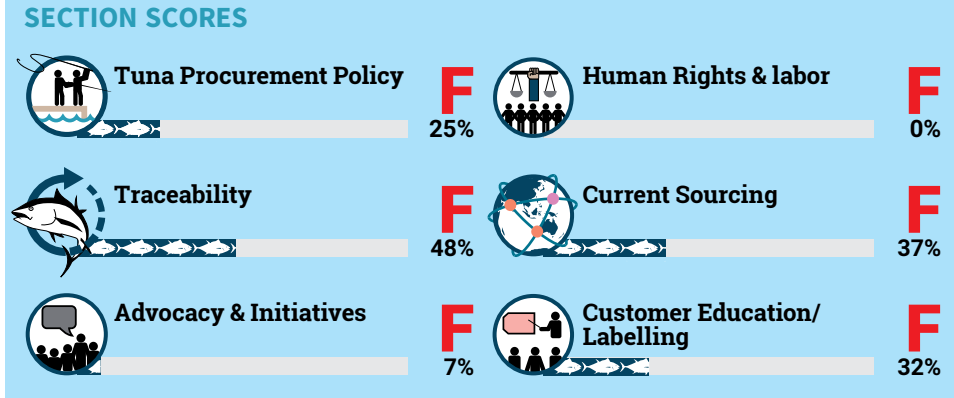 SECTION SCORES
Tuna Procurement Policy
F
25%
Human Rights & labor
F
0%
Traceability
F
48%
Current Sourcing
F
37%
Advocacy & Initiatives
F
7%
Customer Education/
Labelling
F
32%